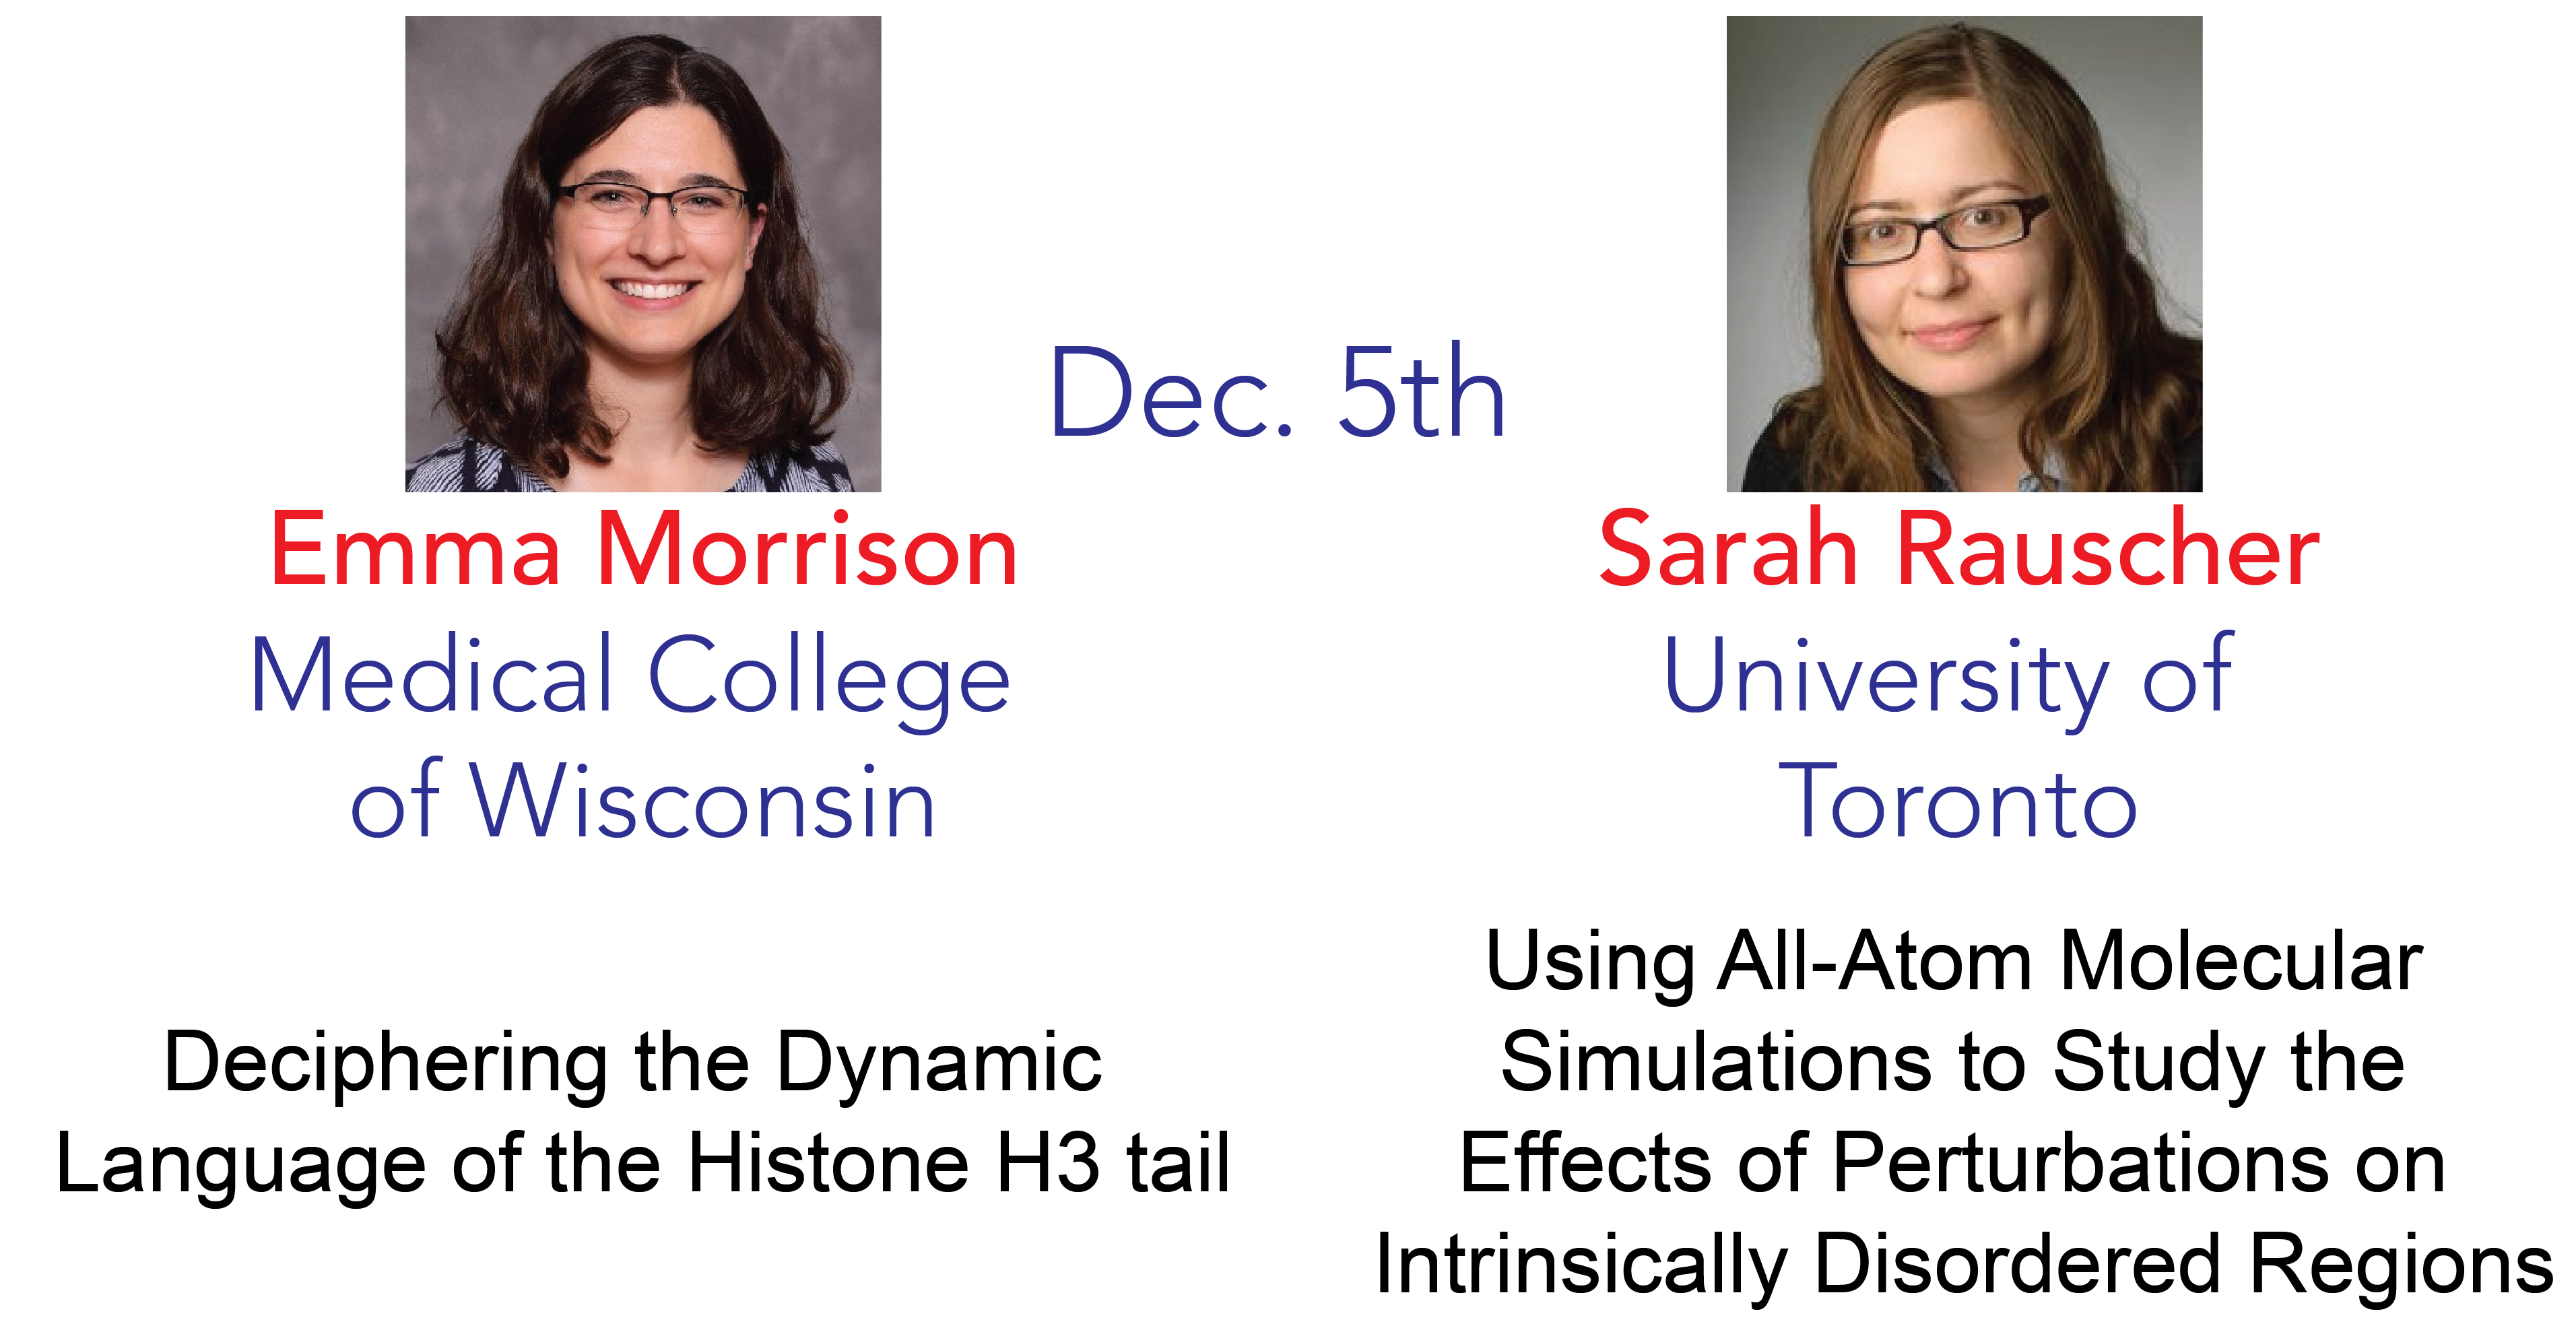 Dec. 5th
Emma Morrison
Medical College
of Wisconsin
Deciphering the Dynamic
Language of the Histone H3 tail
Sarah Rauscher
University of
Toronto
Using All-Atom Molecular
Simulations to Study the
Effects of Perturbations on
Intrinsically Disordered Regions